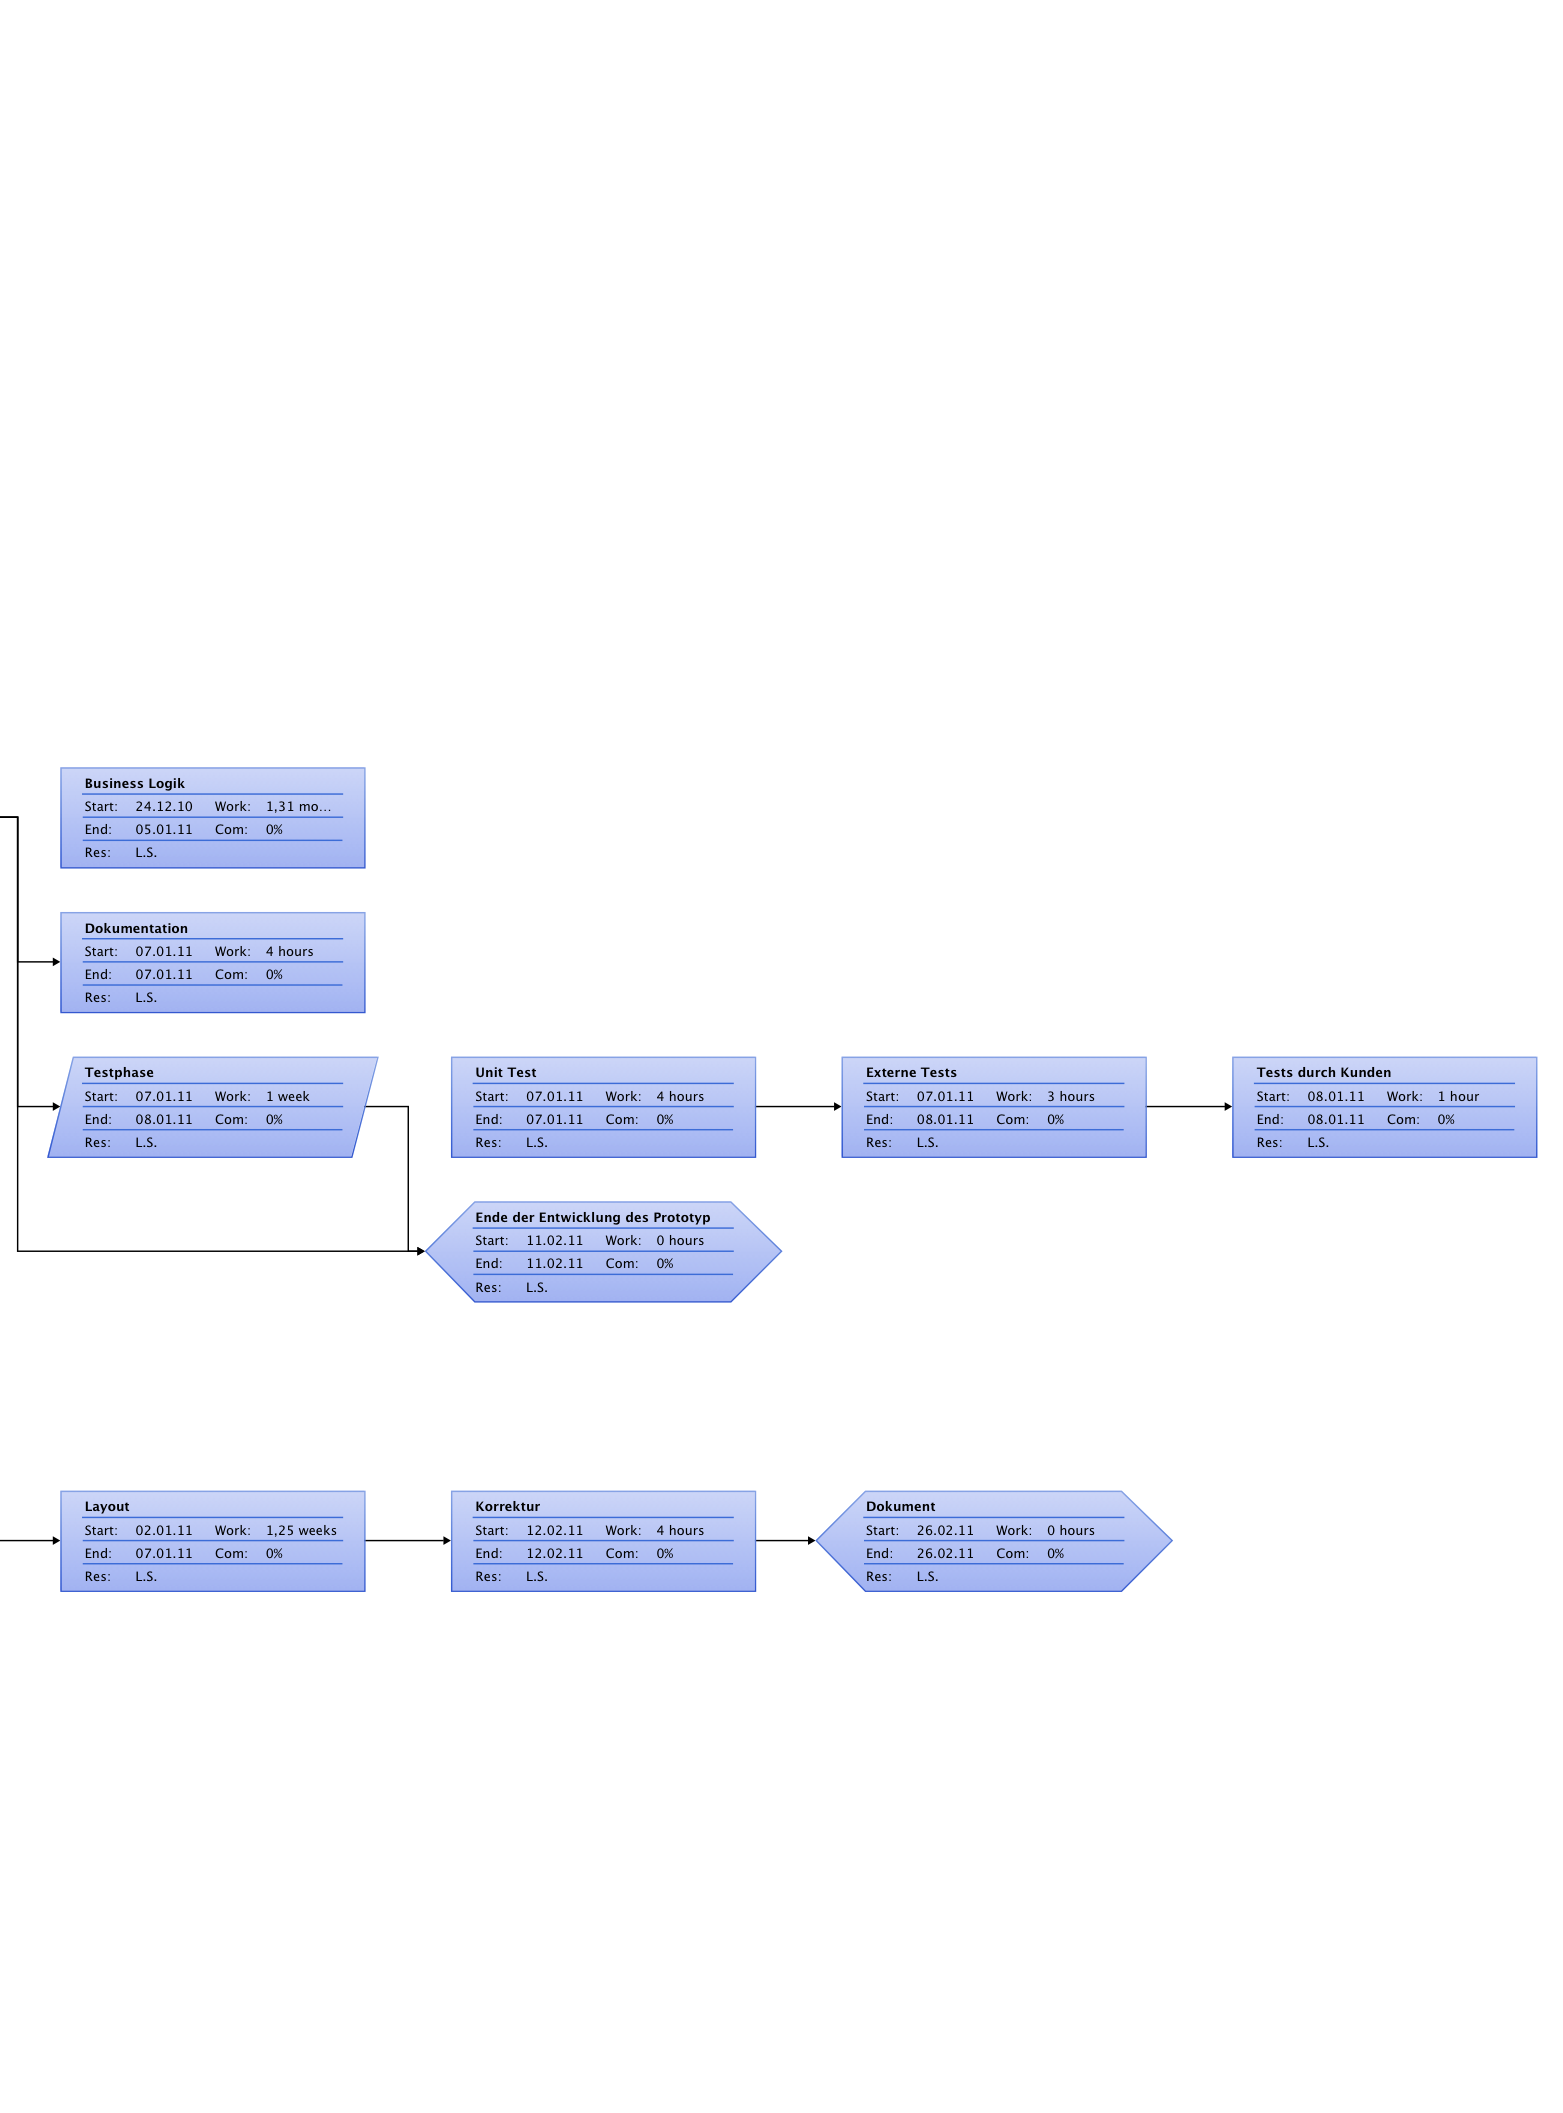 Business Logik
Start: 24.12.10 Work: 1,31 mo...
End: 05.01.11 Com: 0%
Res: L.S.
Dokumentation
Start: 07.01.11 Work: 4 hours
End: 07.01.11 Com: 0%
Res: L.S.
Testphase
Start: 07.01.11 Work: 1 week
End: 08.01.11 Com: 0%
Res: L.S.
Unit Test
Start: 07.01.11 Work: 4 hours
End: 07.01.11 Com: 0%
Res: L.S.
Externe Tests
Start: 07.01.11 Work: 3 hours
End: 08.01.11 Com: 0%
Res: L.S.
Tests durch Kunden
Start: 08.01.11 Work: 1 hour
End: 08.01.11 Com: 0%
Res: L.S.
Ende der Entwicklung des Prototyp
Start: 11.02.11 Work: 0 hours
End: 11.02.11 Com: 0%
Res: L.S.
Layout
Start: 02.01.11 Work: 1,25 weeks
End: 07.01.11 Com: 0%
Res: L.S.
Korrektur
Start: 12.02.11 Work: 4 hours
End: 12.02.11 Com: 0%
Res: L.S.
Dokument
Start: 26.02.11 Work: 0 hours
End: 26.02.11 Com: 0%
Res: L.S.